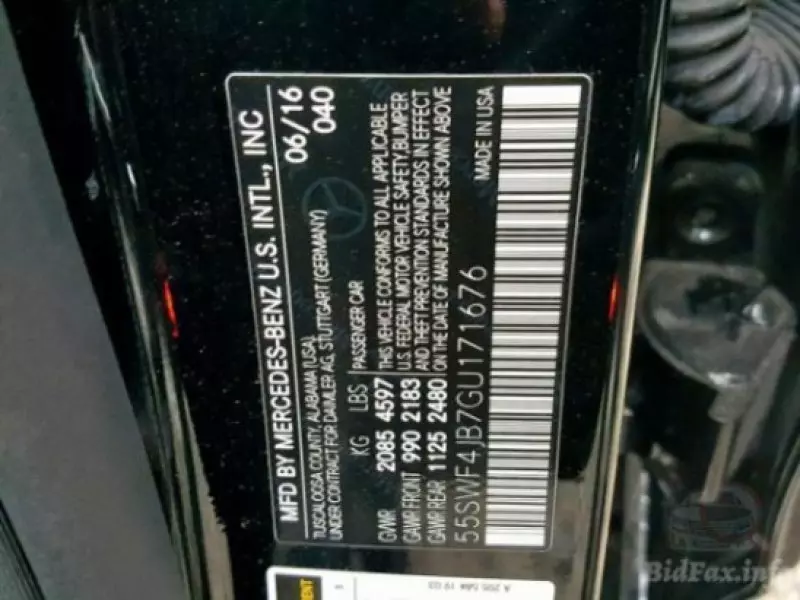 MFD BY MERCEDES-BENZ U.S. INTL., INC
06/16
TUSCALOOSA COUNTY, ALABAMA (USA)
040
UNDER CONTRACT FOR DAIMLER AG, STUTTGART (GERMANY)
KG LBS PASSENGER CAR
GVWR 2085 4597 THIS VEHICLE CONFORMS TO ALL APPLICABLE
U.S. FEDERAL MOTOR VEHICLE SAFETY, BUMPER
GAWR FRONT 990 2183 AND THEFT PREVENTION STANDARDS IN EFFECT
GAWR REAR 1125 2480 ON THE DATE OF MANUFACTURE SHOWN ABOVE
55SWF4JB7GU171676 MADE IN USA
BidFax.info